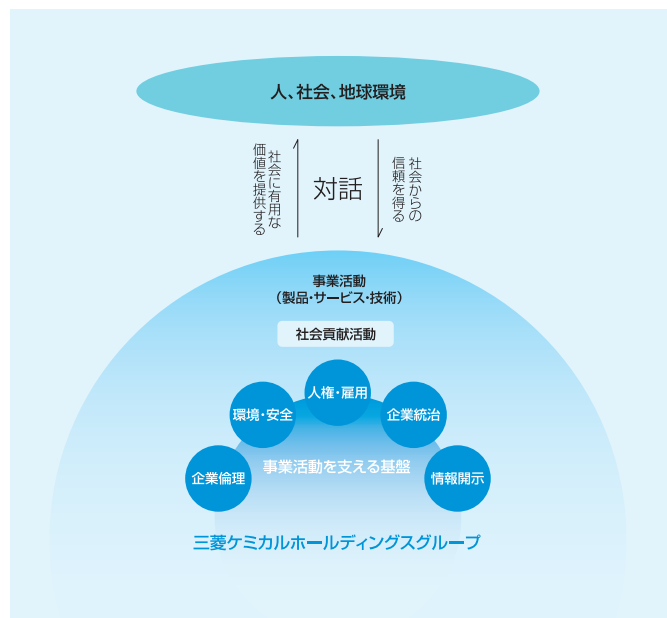 人、社会、地球環境
社会に有用な
価値を提供する
対話
社会からの
信頼を得る
事業活動
（製品・サービス・技術）
社会貢献活動
人権・雇用
環境・安全
企業統治
企業倫理
事業活動を支える基盤
情報開示
三菱ケミカルホールディングスグループ